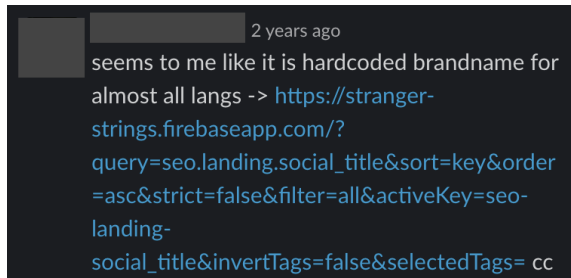 2 years ago
seems to me like it is hardcoded brandname for
almost all langs -> https://stranger-
strings.firebaseapp.com/?
query=seo.landing.social_title&sort=key&order
=asc&strict=false&filter=all&activeKey=seo-
landing-
social_title&invertTags=false&selectedTags= cc